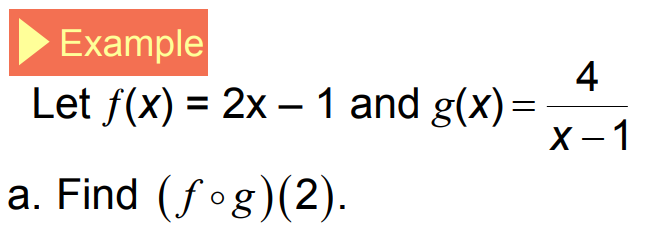 Example
Let f(x) = 2x – 1 and g(x) = 4/(x – 1)
a. Find (f∘g)(2).